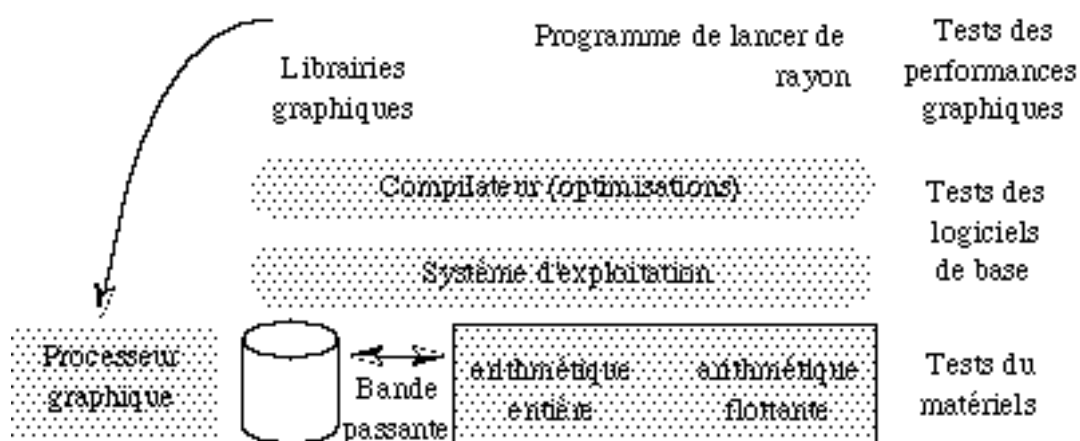 Librairies
graphiques
Programme de lancer de
rayon
Tests des
performances
graphiques
Compilateur (optimisations)
Tests des
logiciels
de base
Système d'exploitation
Processeur
graphique
Bande
passante
arithmétique
entière
arithmétique
flottante
Tests du
matériels